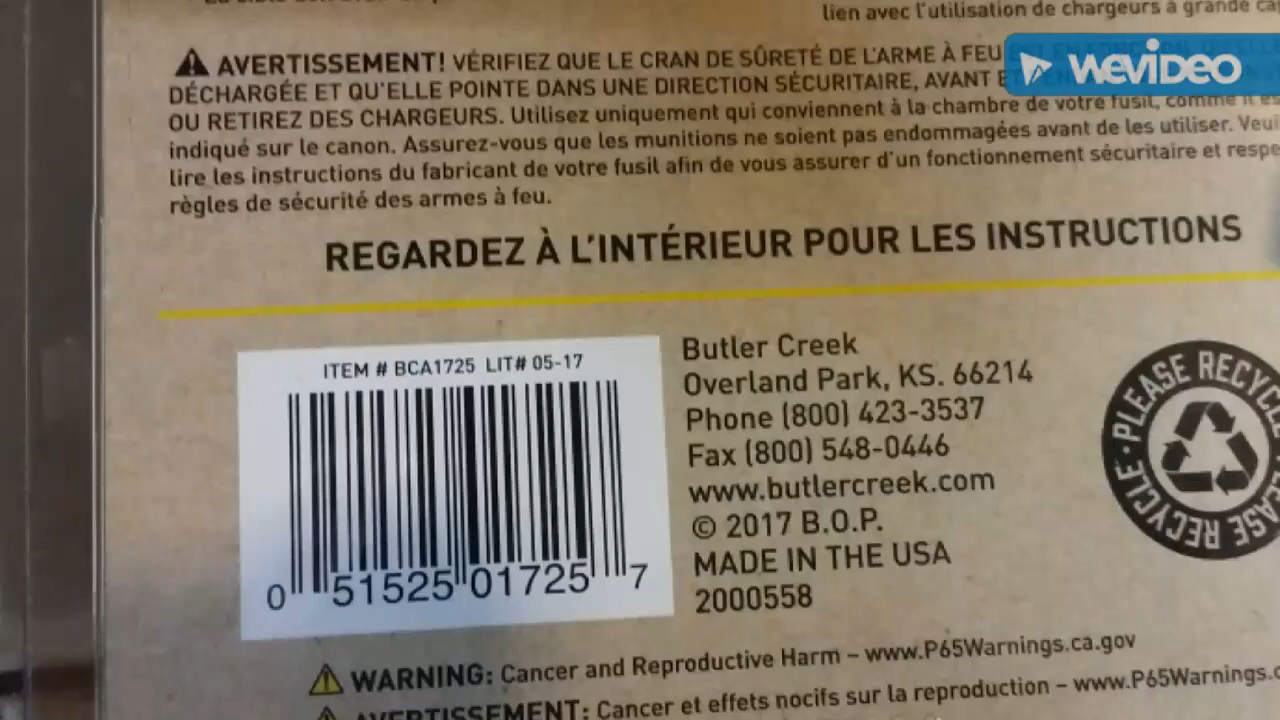 lien avec l'utilisation de chargeurs à grande
AVERTISSEMENT! VÉRIFIEZ QUE LE CRAN DE SÛRETÉ DE L'ARME À FEU
WEVIDEO
DÉCHARGÉE ET QU'ELLE POINTE DANS UNE DIRECTION SÉCURITAIRE, AVANT
OU RETIREZ DES CHARGEURS. Utilisez uniquement qui conviennent à la chambre de votre fusil, comme il
indiqué sur le canon. Assurez-vous que les munitions ne soient pas endommagées avant de les utiliser.
lire les instructions du fabricant de votre fusil afin de vous assurer d'un fonctionnement sécuritaire et
règles de sécurité des armes à feu.
REGARDEZ À L'INTÉRIEUR POUR LES INSTRUCTIONS
ITEM # BCA1725 LIT# 05-17
0 51525 01725 7
Butler Creek
Overland Park, KS. 66214
Phone (800) 423-3537
Fax (800) 548-0446
www.butlercreek.com
© 2017 B.O.P.
MADE IN THE USA
2000558
PLEASE RECYCLE · PLEASE RECYCLE ·
WARNING: Cancer and Reproductive Harm – www.P65Warnings.ca.gov
AVERTISSEMENT: Cancer et effets nocifs sur la reproduction – www.P65Warnings.